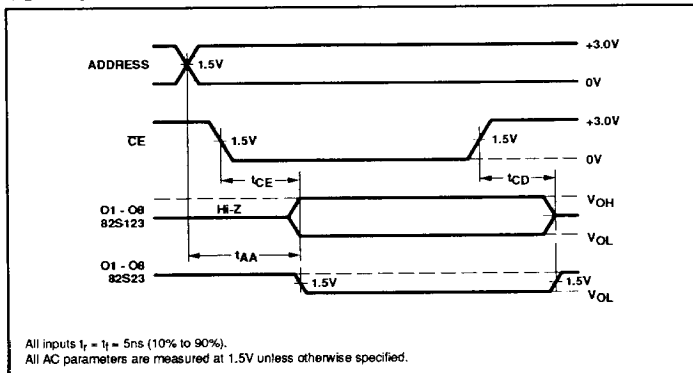 ADDRESS
1.5V
+3.0V
0V
CE
1.5V
1.5V
+3.0V
0V
tCE
tCD
O1 - O8
82S123
Hi-Z
VOH
VOL
tAA
O1 - O8
82S23
1.5V
1.5V
VOL
All inputs tr = tf = 5ns (10% to 90%).
All AC parameters are measured at 1.5V unless otherwise specified.